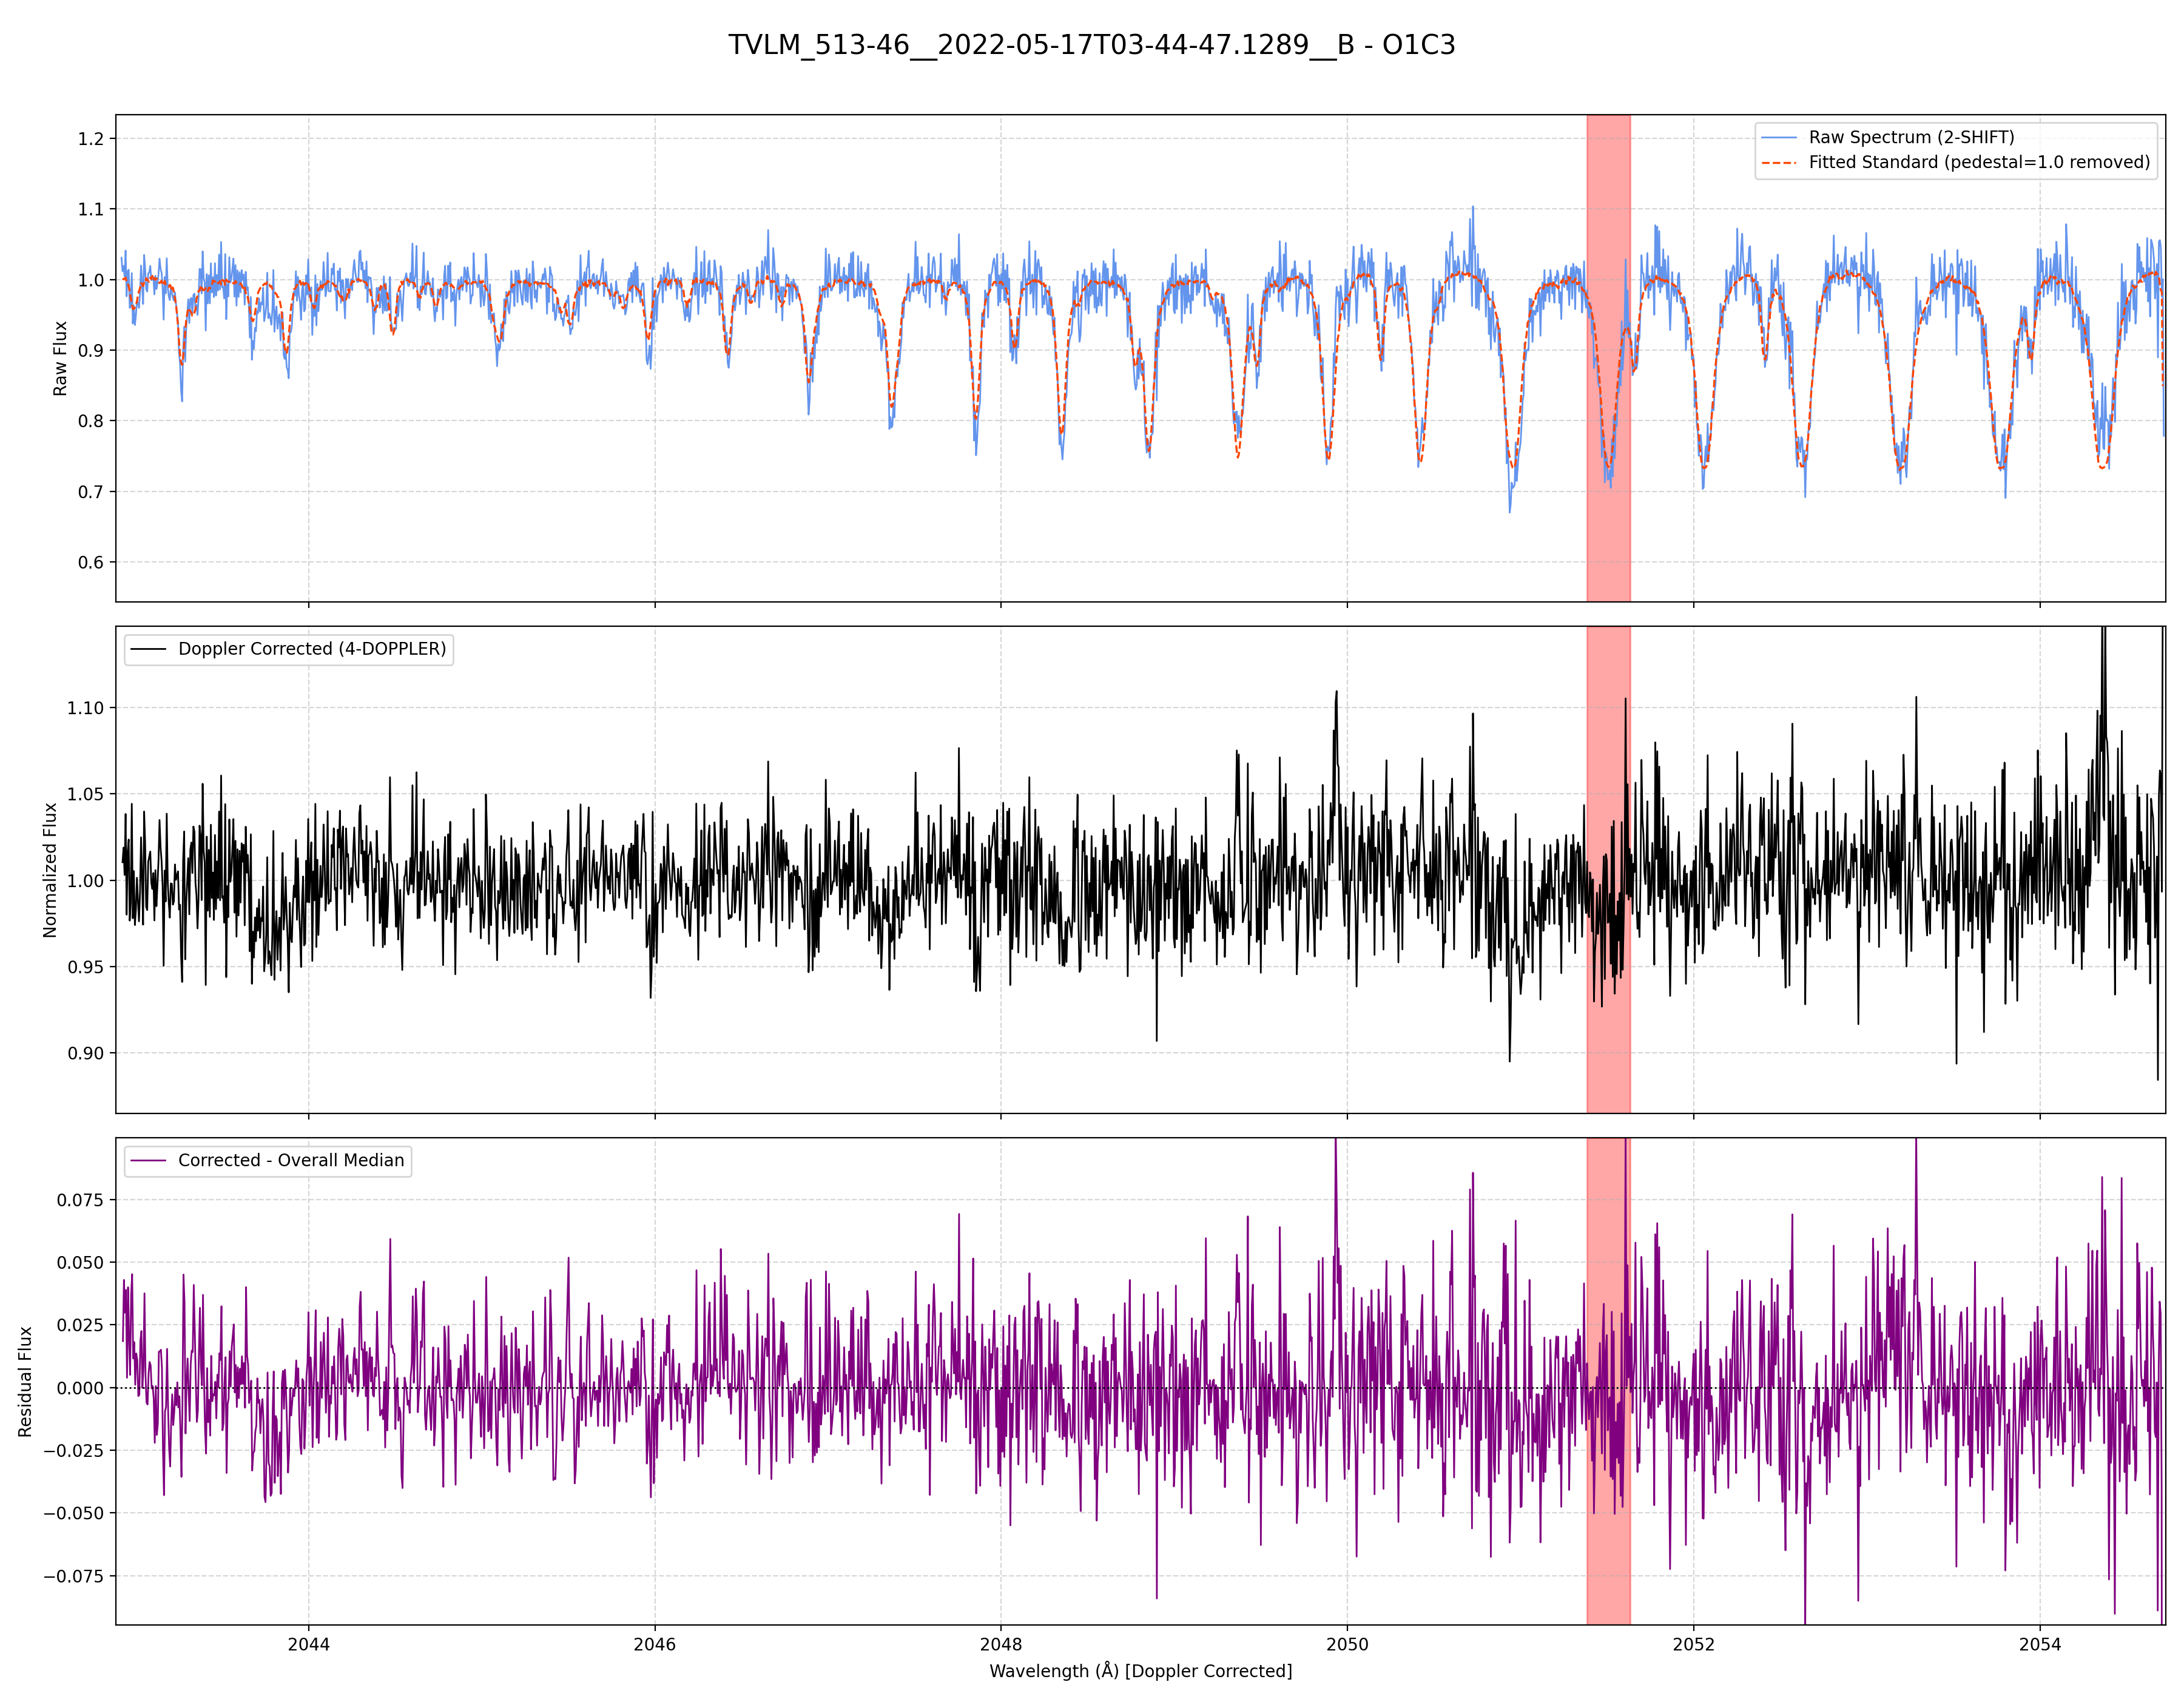 TVLM_513-46__2022-05-17T03-44-47.1289__B - O1C3
Raw Flux
1.2
1.1
1.0
0.9
0.8
0.7
0.6
Raw Spectrum (2-SHIFT)
Fitted Standard (pedestal=1.0 removed)
Normalized Flux
1.10
1.05
1.00
0.95
0.90
Doppler Corrected (4-DOPPLER)
Residual Flux
0.075
0.050
0.025
0.000
−0.025
−0.050
−0.075
Corrected - Overall Median
2044 2046 2048 2050 2052 2054
Wavelength (Å) [Doppler Corrected]